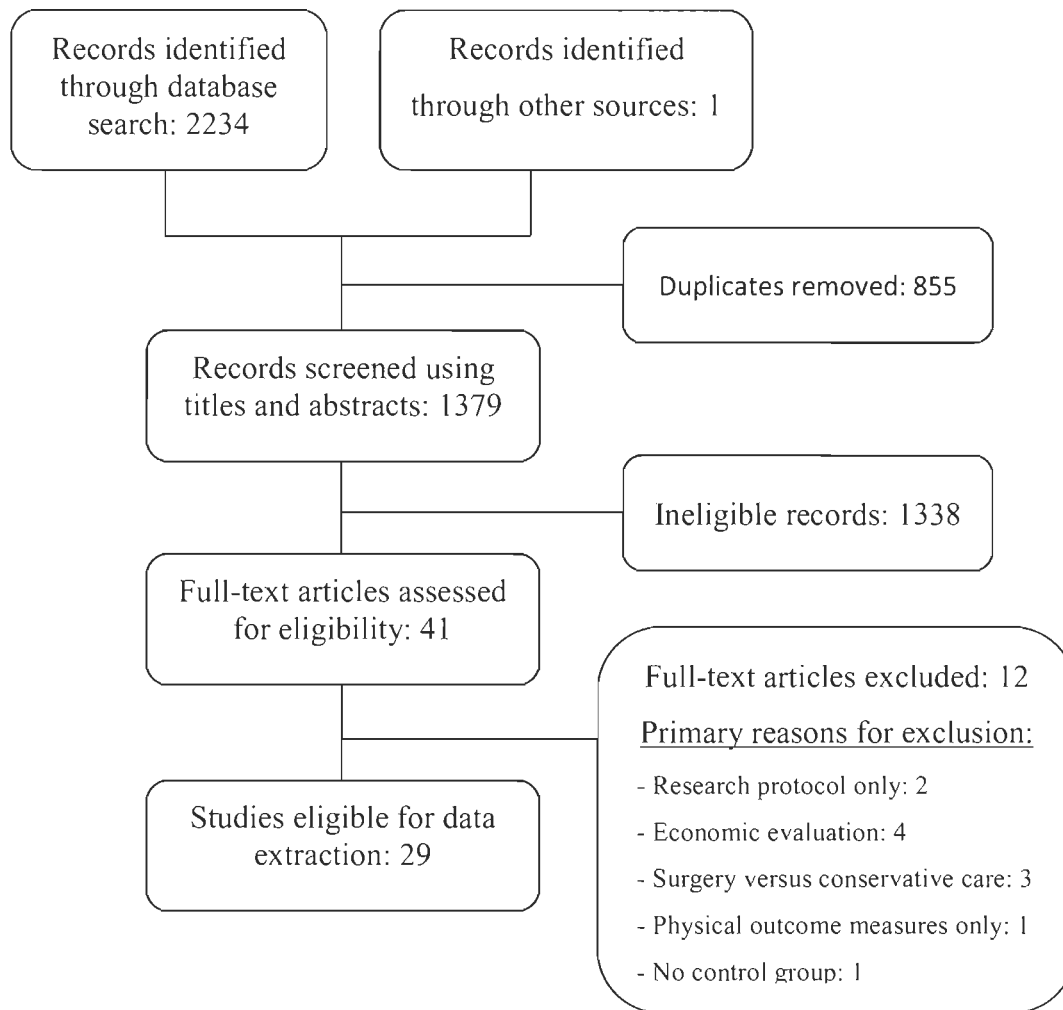 Records identified
through database
search: 2234
Records identified
through other sources: 1
Duplicates removed: 855
Records screened using
titles and abstracts: 1379
Ineligible records: 1338
Full-text articles assessed
for eligibility: 41
Full-text articles excluded: 12
Primary reasons for exclusion:
- Research protocol only: 2
- Economic evaluation: 4
- Surgery versus conservative care: 3
- Physical outcome measures only: 1
- No control group: 1
Studies eligible for data
extraction: 29